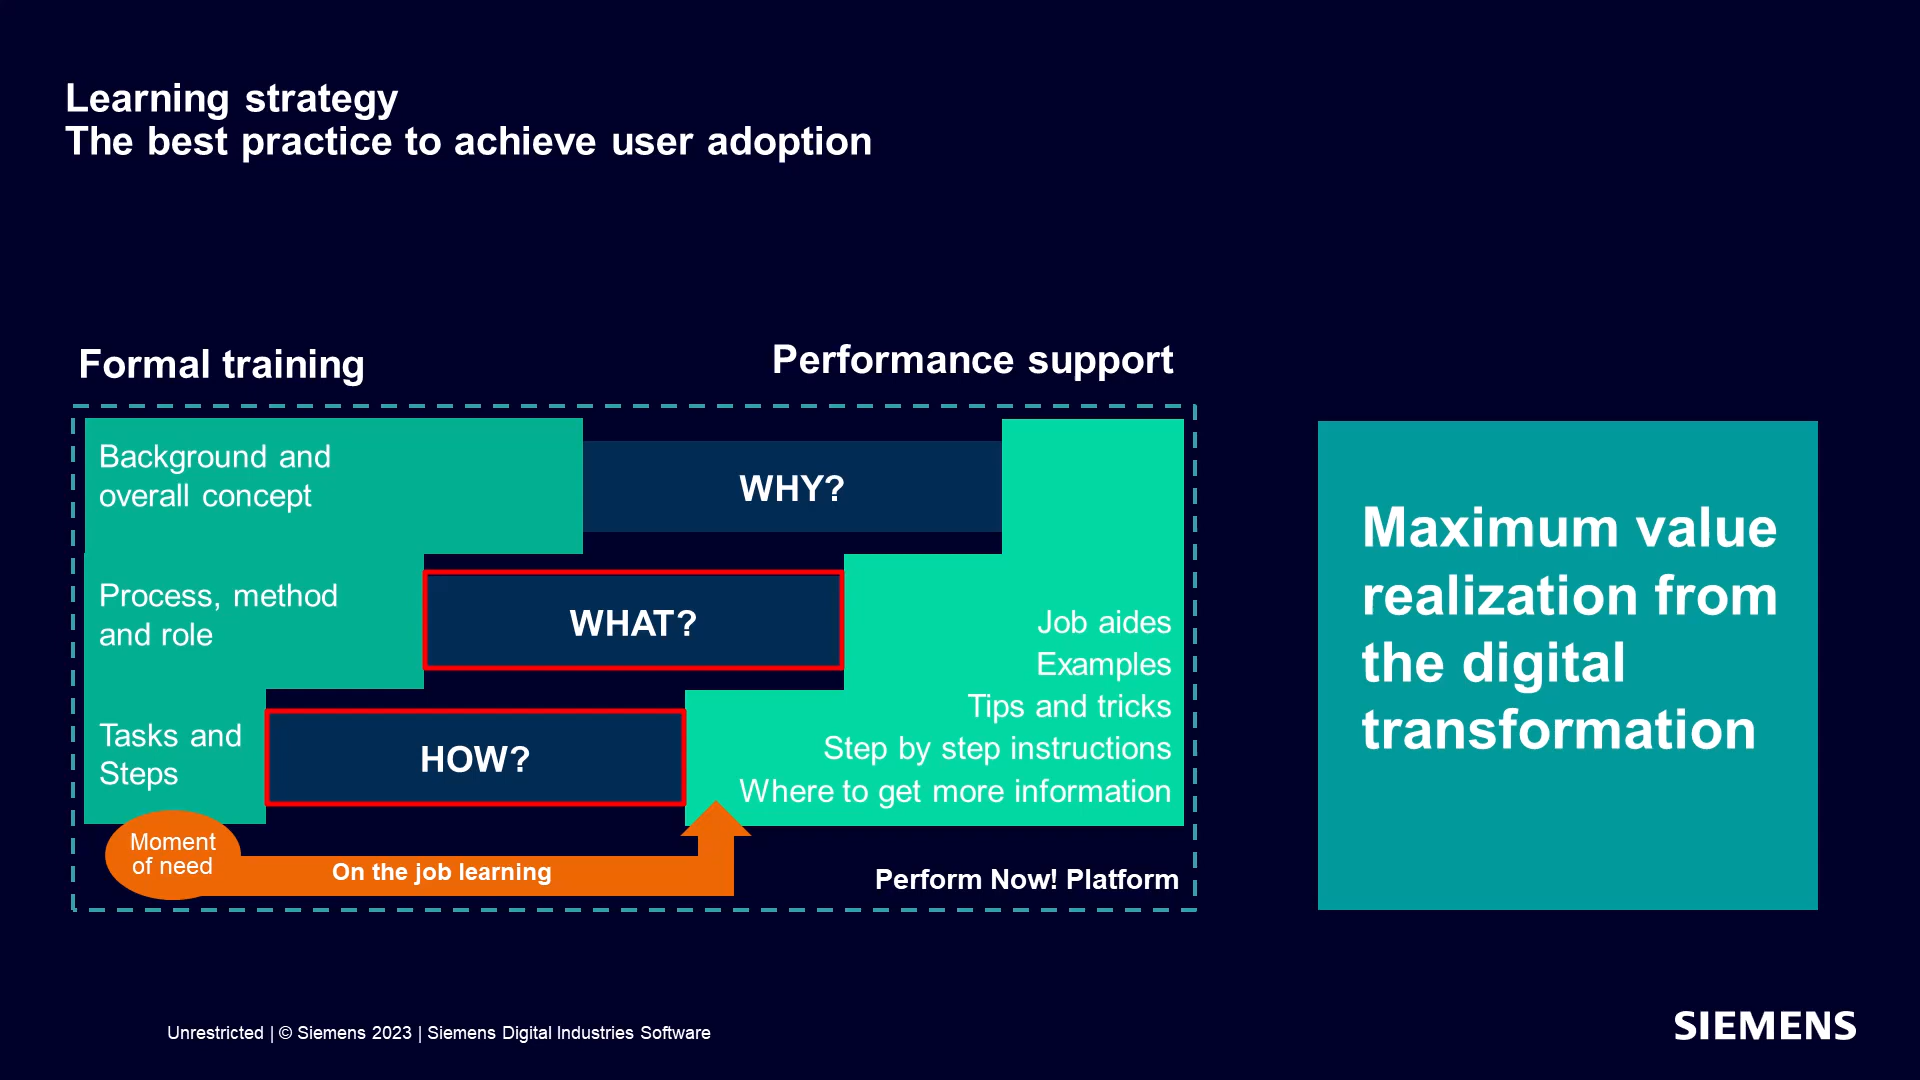 Learning strategy
The best practice to achieve user adoption
Formal training
Performance support
Background and
overall concept
WHY?
Process, method
and role
WHAT?
Tasks and
Steps
HOW?
Job aides
Examples
Tips and tricks
Step by step instructions
Where to get more information
Moment
of need
On the job learning
Perform Now! Platform
Maximum value
realization from
the digital
transformation
Unrestricted | © Siemens 2023 | Siemens Digital Industries Software
SIEMENS